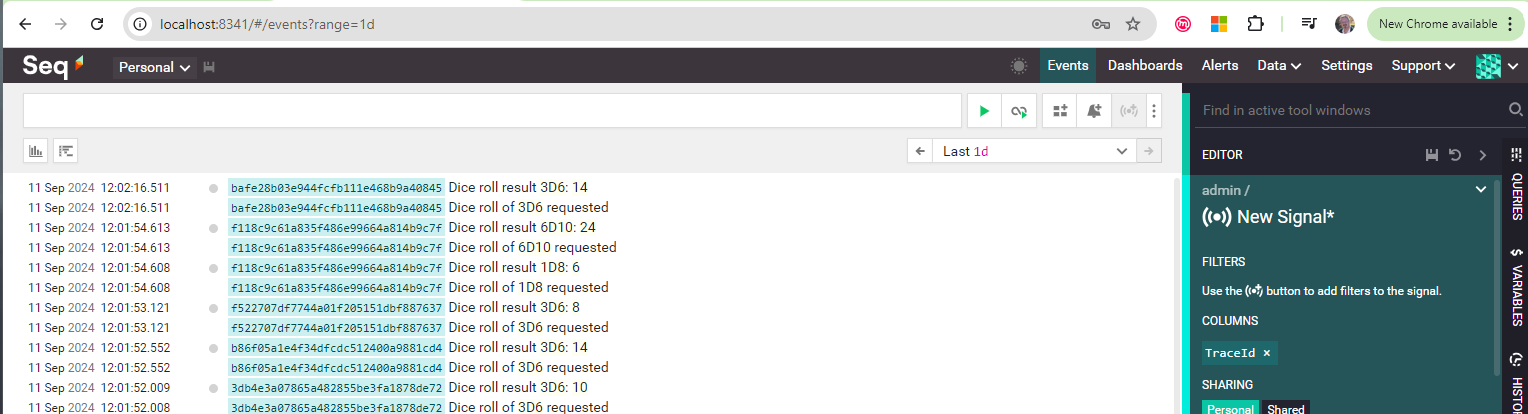 localhost:8341/#/events?range=1d
New Chrome available
Seq
Personal
Events Dashboards Alerts Data Settings Support
Find in active tool windows
Last 1d
EDITOR
11 Sep 2024 12:02:16.511 bafe28b03e944fcfb111e468b9a40845 Dice roll result 3D6: 14
11 Sep 2024 12:02:16.511 bafe28b03e944fcfb111e468b9a40845 Dice roll of 3D6 requested
11 Sep 2024 12:01:54.613 f118c9c61a835f486e99664a814b9c7f Dice roll result 6D10: 24
11 Sep 2024 12:01:54.613 f118c9c61a835f486e99664a814b9c7f Dice roll of 6D10 requested
11 Sep 2024 12:01:54.608 f118c9c61a835f486e99664a814b9c7f Dice roll result 1D8: 6
11 Sep 2024 12:01:54.608 f118c9c61a835f486e99664a814b9c7f Dice roll of 1D8 requested
11 Sep 2024 12:01:53.121 f522707df7744a01f205151dbf887637 Dice roll result 3D6: 8
11 Sep 2024 12:01:53.121 f522707df7744a01f205151dbf887637 Dice roll of 3D6 requested
11 Sep 2024 12:01:52.552 b86f05a1e4f34dfcdc512400a9881cd4 Dice roll result 3D6: 14
11 Sep 2024 12:01:52.552 b86f05a1e4f34dfcdc512400a9881cd4 Dice roll of 3D6 requested
11 Sep 2024 12:01:52.009 3db4e3a07865a482855be3fa1878de72 Dice roll result 3D6: 10
11 Sep 2024 12:01:52.008 3db4e3a07865a482855be3fa1878de72 Dice roll of 3D6 requested
admin /
New Signal*
FILTERS
Use the button to add filters to the signal.
COLUMNS
TraceId ×
SHARING
Personal Shared
QUERIES
$ VARIABLES
HISTO